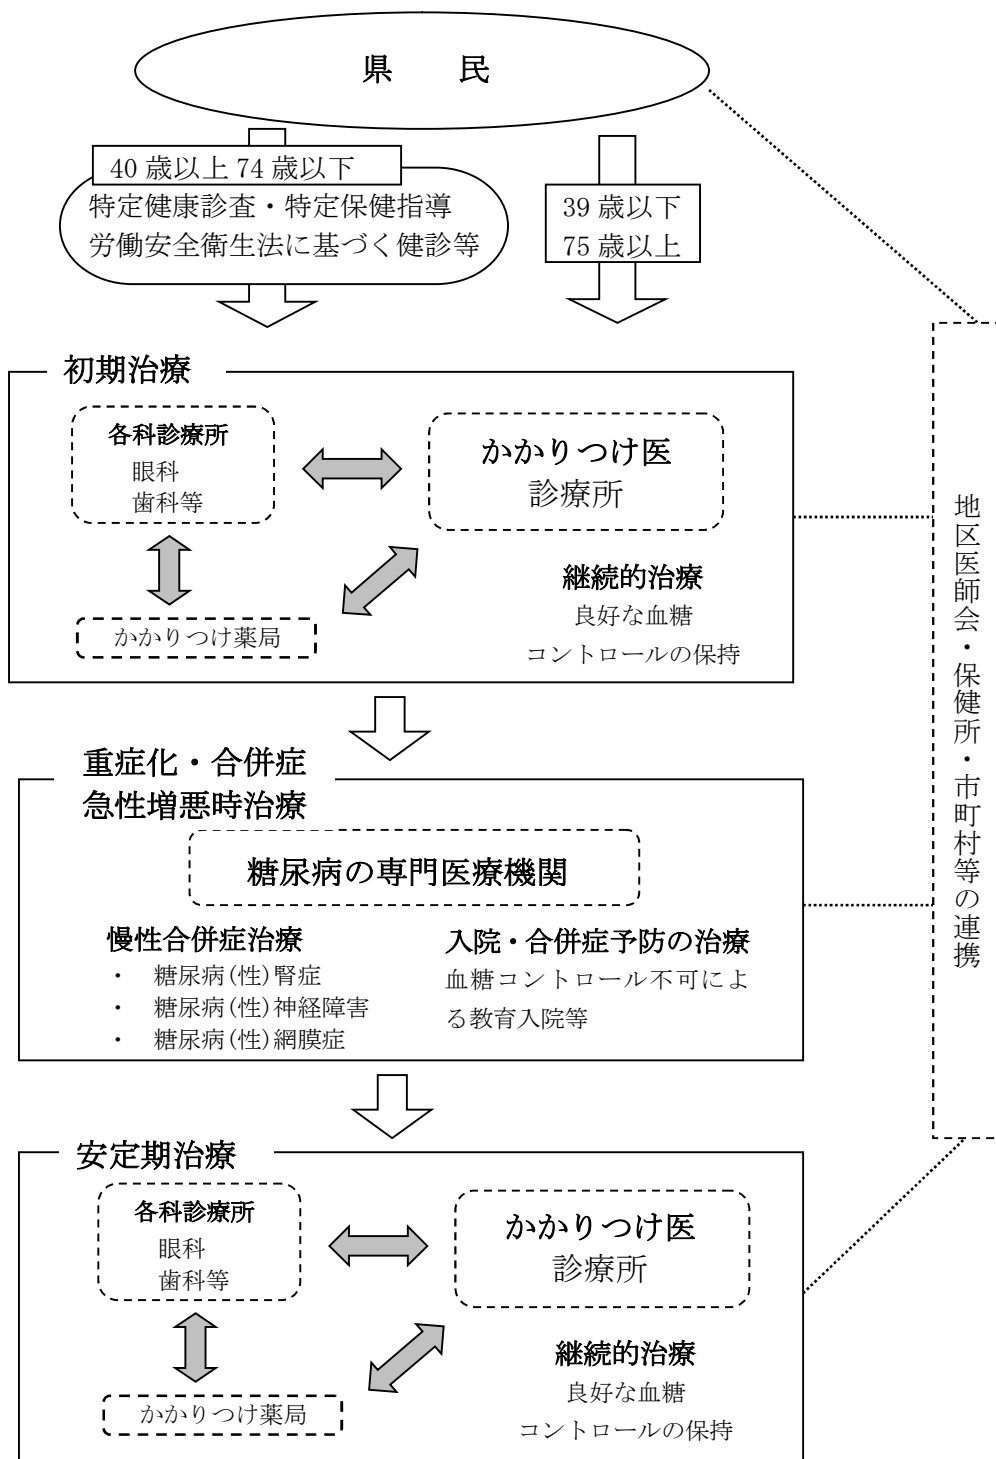 県　　民
40 歳以上 74 歳以下
特定健康診査・特定保健指導
労働安全衛生法に基づく健診等
39 歳以下
75 歳以上
初期治療
各科診療所
眼科
歯科等
かかりつけ医
診療所
かかりつけ薬局
継続的治療
良好な血糖
コントロールの保持
重症化・合併症
急性増悪時治療
糖尿病の専門医療機関
慢性合併症治療
・　糖尿病(性)腎症
・　糖尿病(性)神経障害
・　糖尿病(性)網膜症
入院・合併症予防の治療
血糖コントロール不可によ
る教育入院等
安定期治療
各科診療所
眼科
歯科等
かかりつけ医
診療所
かかりつけ薬局
継続的治療
良好な血糖
コントロールの保持
地区医師会・保健所・市町村等の連携